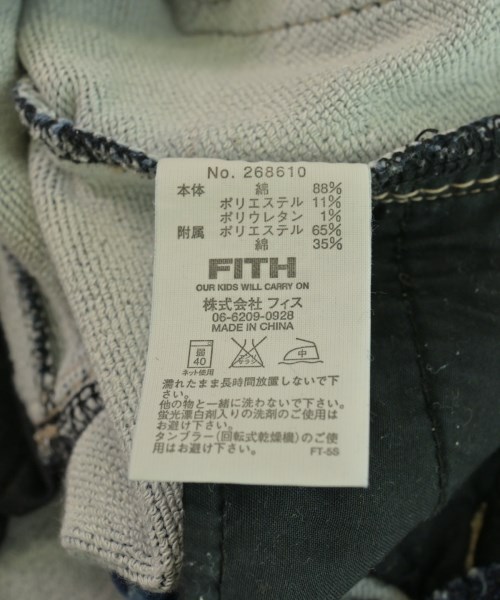 No. 268610
本体 綿 88%
ポリエステル 11%
ポリウレタン 1%
附属 ポリエステル 65%
綿 35%
FITH
OUR KIDS WILL CARRY ON
株式会社 フィス
06-6209-0928
MADE IN CHINA
弱 40 中
ネット使用
濡れたまま長時間放置しないで下
さい。
他の物と一緒に洗わないで下さい。
蛍光漂白剤入りの洗剤のご使用は
お避け下さい。
タンブラー(回転式乾燥機)のご使
用はお避け下さい。 FT-5S